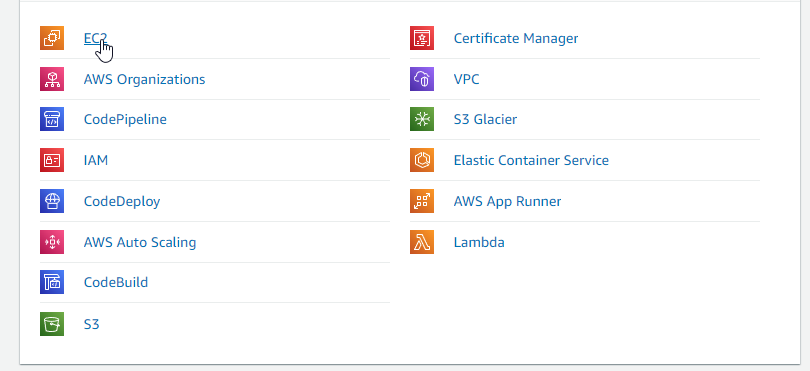 EC2
AWS Organizations
CodePipeline
IAM
CodeDeploy
AWS Auto Scaling
CodeBuild
S3
Certificate Manager
VPC
S3 Glacier
Elastic Container Service
AWS App Runner
Lambda